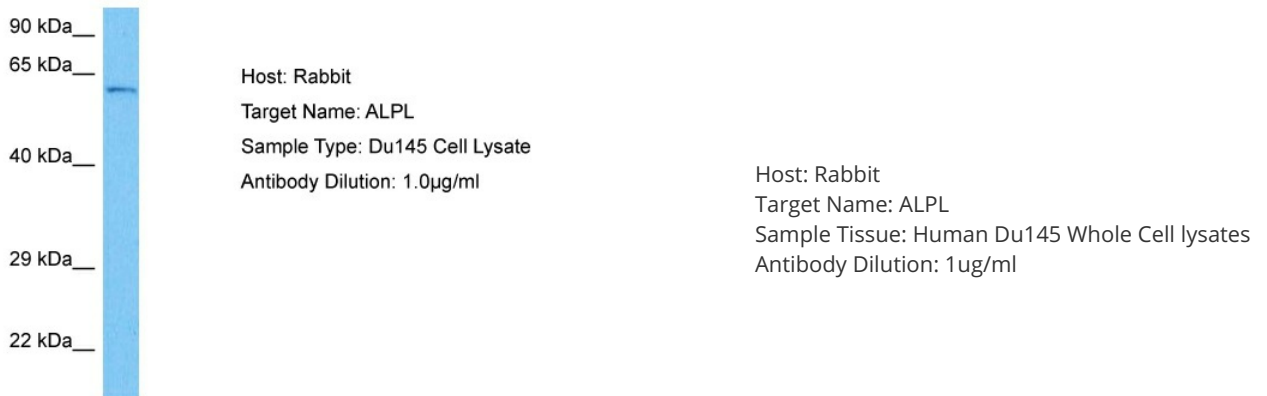 90 kDa__
65 kDa__
40 kDa__
29 kDa__
22 kDa__
Host: Rabbit
Target Name: ALPL
Sample Type: Du145 Cell Lysate
Antibody Dilution: 1.0µg/ml
Host: Rabbit
Target Name: ALPL
Sample Tissue: Human Du145 Whole Cell lysates
Antibody Dilution: 1ug/ml